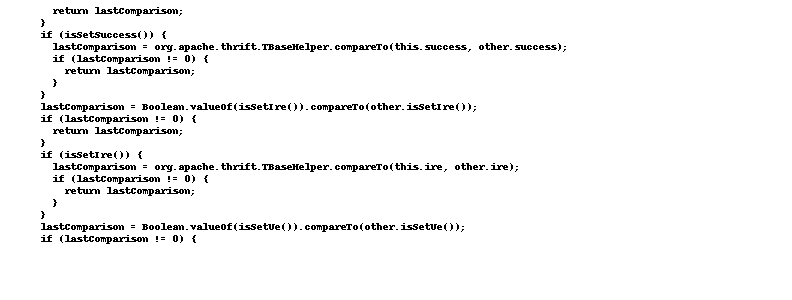 return lastComparison;
}
if (isSetSuccess()) {
lastComparison = org.apache.thrift.TBaseHelper.compareTo(this.success, other.success);
if (lastComparison != 0) {
return lastComparison;
}
}
lastComparison = Boolean.valueOf(isSetIre()).compareTo(other.isSetIre());
if (lastComparison != 0) {
return lastComparison;
}
if (isSetIre()) {
lastComparison = org.apache.thrift.TBaseHelper.compareTo(this.ire, other.ire);
if (lastComparison != 0) {
return lastComparison;
}
}
lastComparison = Boolean.valueOf(isSetUe()).compareTo(other.isSetUe());
if (lastComparison != 0) {